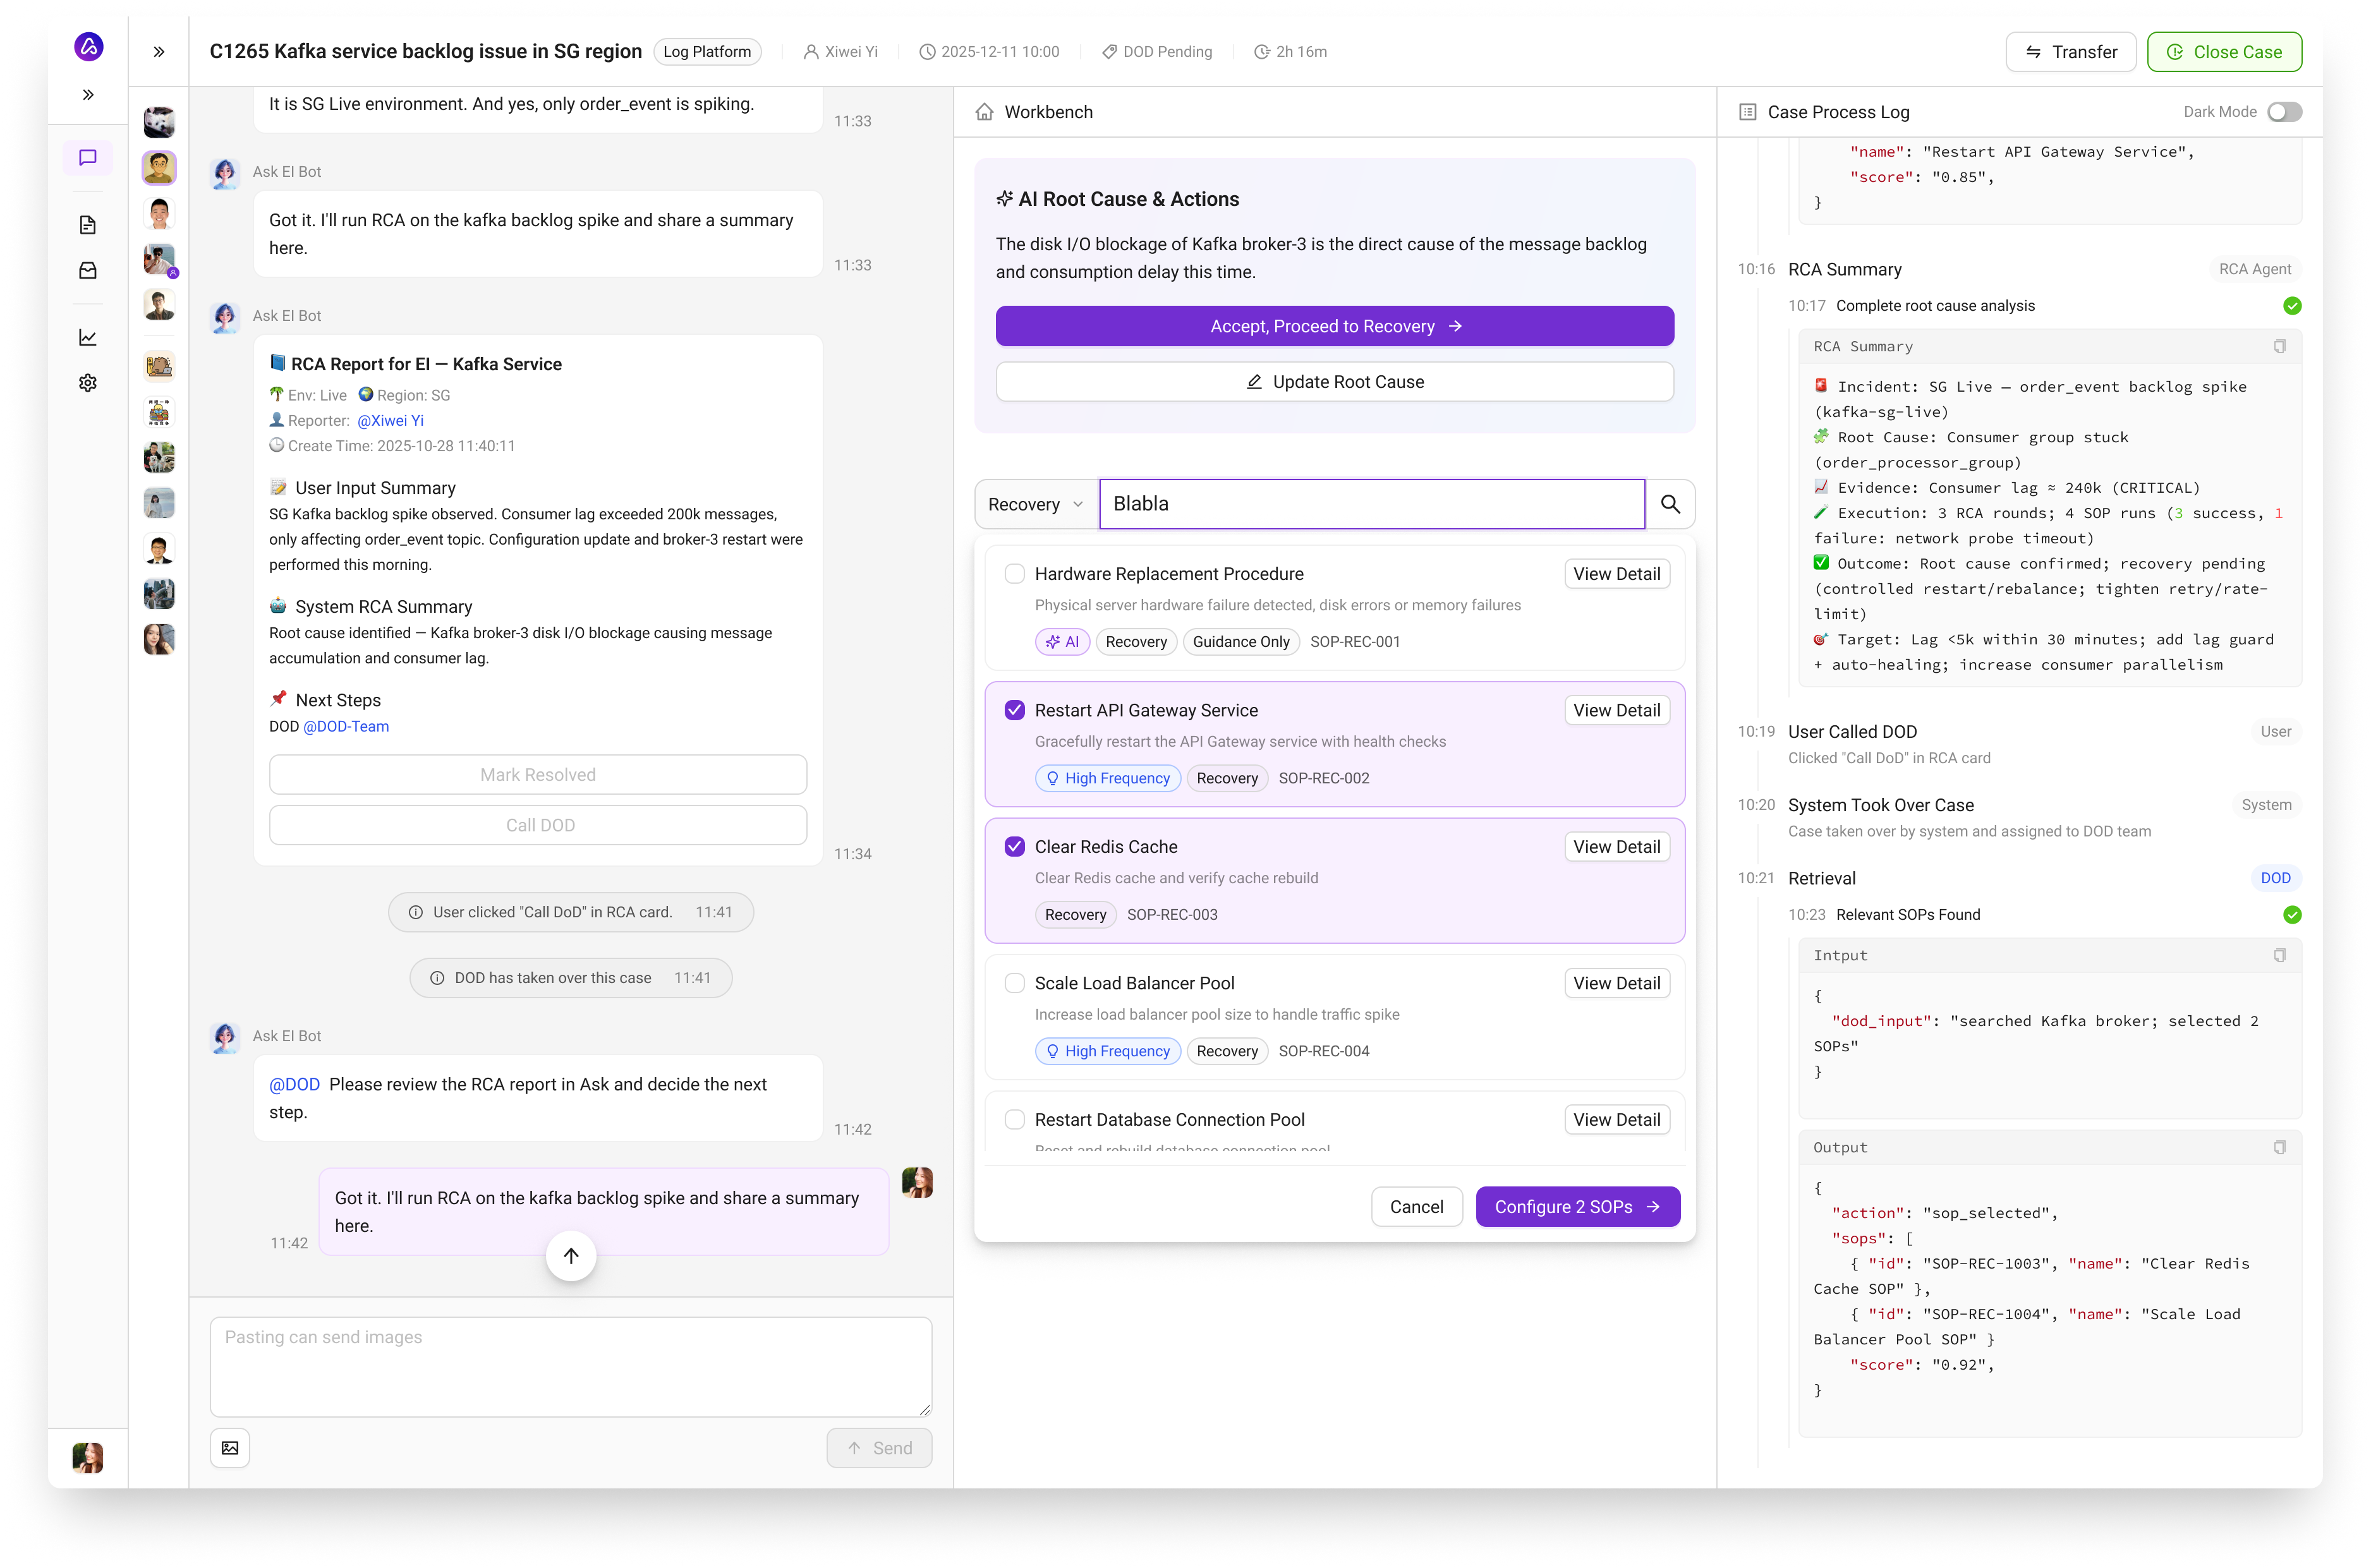 C1265 Kafka service backlog issue in SG region
Log Platform
Xiwei Yi
2025-12-11 10:00
DOD Pending
2h 16m
Transfer
Close Case
It is SG Live environment. And yes, only order_event is spiking.
11:33
Ask EI Bot
Got it. I'll run RCA on the kafka backlog spike and share a summary
here.
11:33
Ask EI Bot
RCA Report for EI — Kafka Service
Env: Live Region: SG
Reporter: @Xiwei Yi
Create Time: 2025-10-28 11:40:11
User Input Summary
SG Kafka backlog spike observed. Consumer lag exceeded 200k messages,
only affecting order_event topic. Configuration update and broker-3 restart were
performed this morning.
System RCA Summary
Root cause identified — Kafka broker-3 disk I/O blockage causing message
accumulation and consumer lag.
Next Steps
DOD @DOD-Team
Mark Resolved
Call DOD
11:34
User clicked "Call DoD" in RCA card. 11:41
DOD has taken over this case 11:41
Ask EI Bot
@DOD Please review the RCA report in Ask and decide the next
step.
11:42
Got it. I'll run RCA on the kafka backlog spike and share a summary
here.
11:42
Pasting can send images
Send
Workbench
AI Root Cause & Actions
The disk I/O blockage of Kafka broker-3 is the direct cause of the message backlog
and consumption delay this time.
Accept, Proceed to Recovery
Update Root Cause
Recovery
Blabla
Hardware Replacement Procedure
View Detail
Physical server hardware failure detected, disk errors or memory failures
AI Recovery Guidance Only SOP-REC-001
Restart API Gateway Service
View Detail
Gracefully restart the API Gateway service with health checks
High Frequency Recovery SOP-REC-002
Clear Redis Cache
View Detail
Clear Redis cache and verify cache rebuild
Recovery SOP-REC-003
Scale Load Balancer Pool
View Detail
Increase load balancer pool size to handle traffic spike
High Frequency Recovery SOP-REC-004
Restart Database Connection Pool
View Detail
Reset and rebuild database connection pool
Cancel
Configure 2 SOPs
Case Process Log
Dark Mode
"name": "Restart API Gateway Service",
"score": "0.85",
}
10:16 RCA Summary
RCA Agent
10:17 Complete root cause analysis
RCA Summary
Incident: SG Live — order_event backlog spike
(kafka-sg-live)
Root Cause: Consumer group stuck
(order_processor_group)
Evidence: Consumer lag ≈ 240k (CRITICAL)
Execution: 3 RCA rounds; 4 SOP runs (3 success, 1
failure: network probe timeout)
Outcome: Root cause confirmed; recovery pending
(controlled restart/rebalance; tighten retry/rate-
limit)
Target: Lag <5k within 30 minutes; add lag guard
+ auto-healing; increase consumer parallelism
10:19 User Called DOD
User
Clicked "Call DoD" in RCA card
10:20 System Took Over Case
System
Case taken over by system and assigned to DOD team
10:21 Retrieval
DOD
10:23 Relevant SOPs Found
Intput
{
"dod_input": "searched Kafka broker; selected 2
SOPs"
}
Output
{
"action": "sop_selected",
"sops": [
{ "id": "SOP-REC-1003", "name": "Clear Redis
Cache SOP" },
{ "id": "SOP-REC-1004", "name": "Scale Load
Balancer Pool SOP" }
"score": "0.92",
}